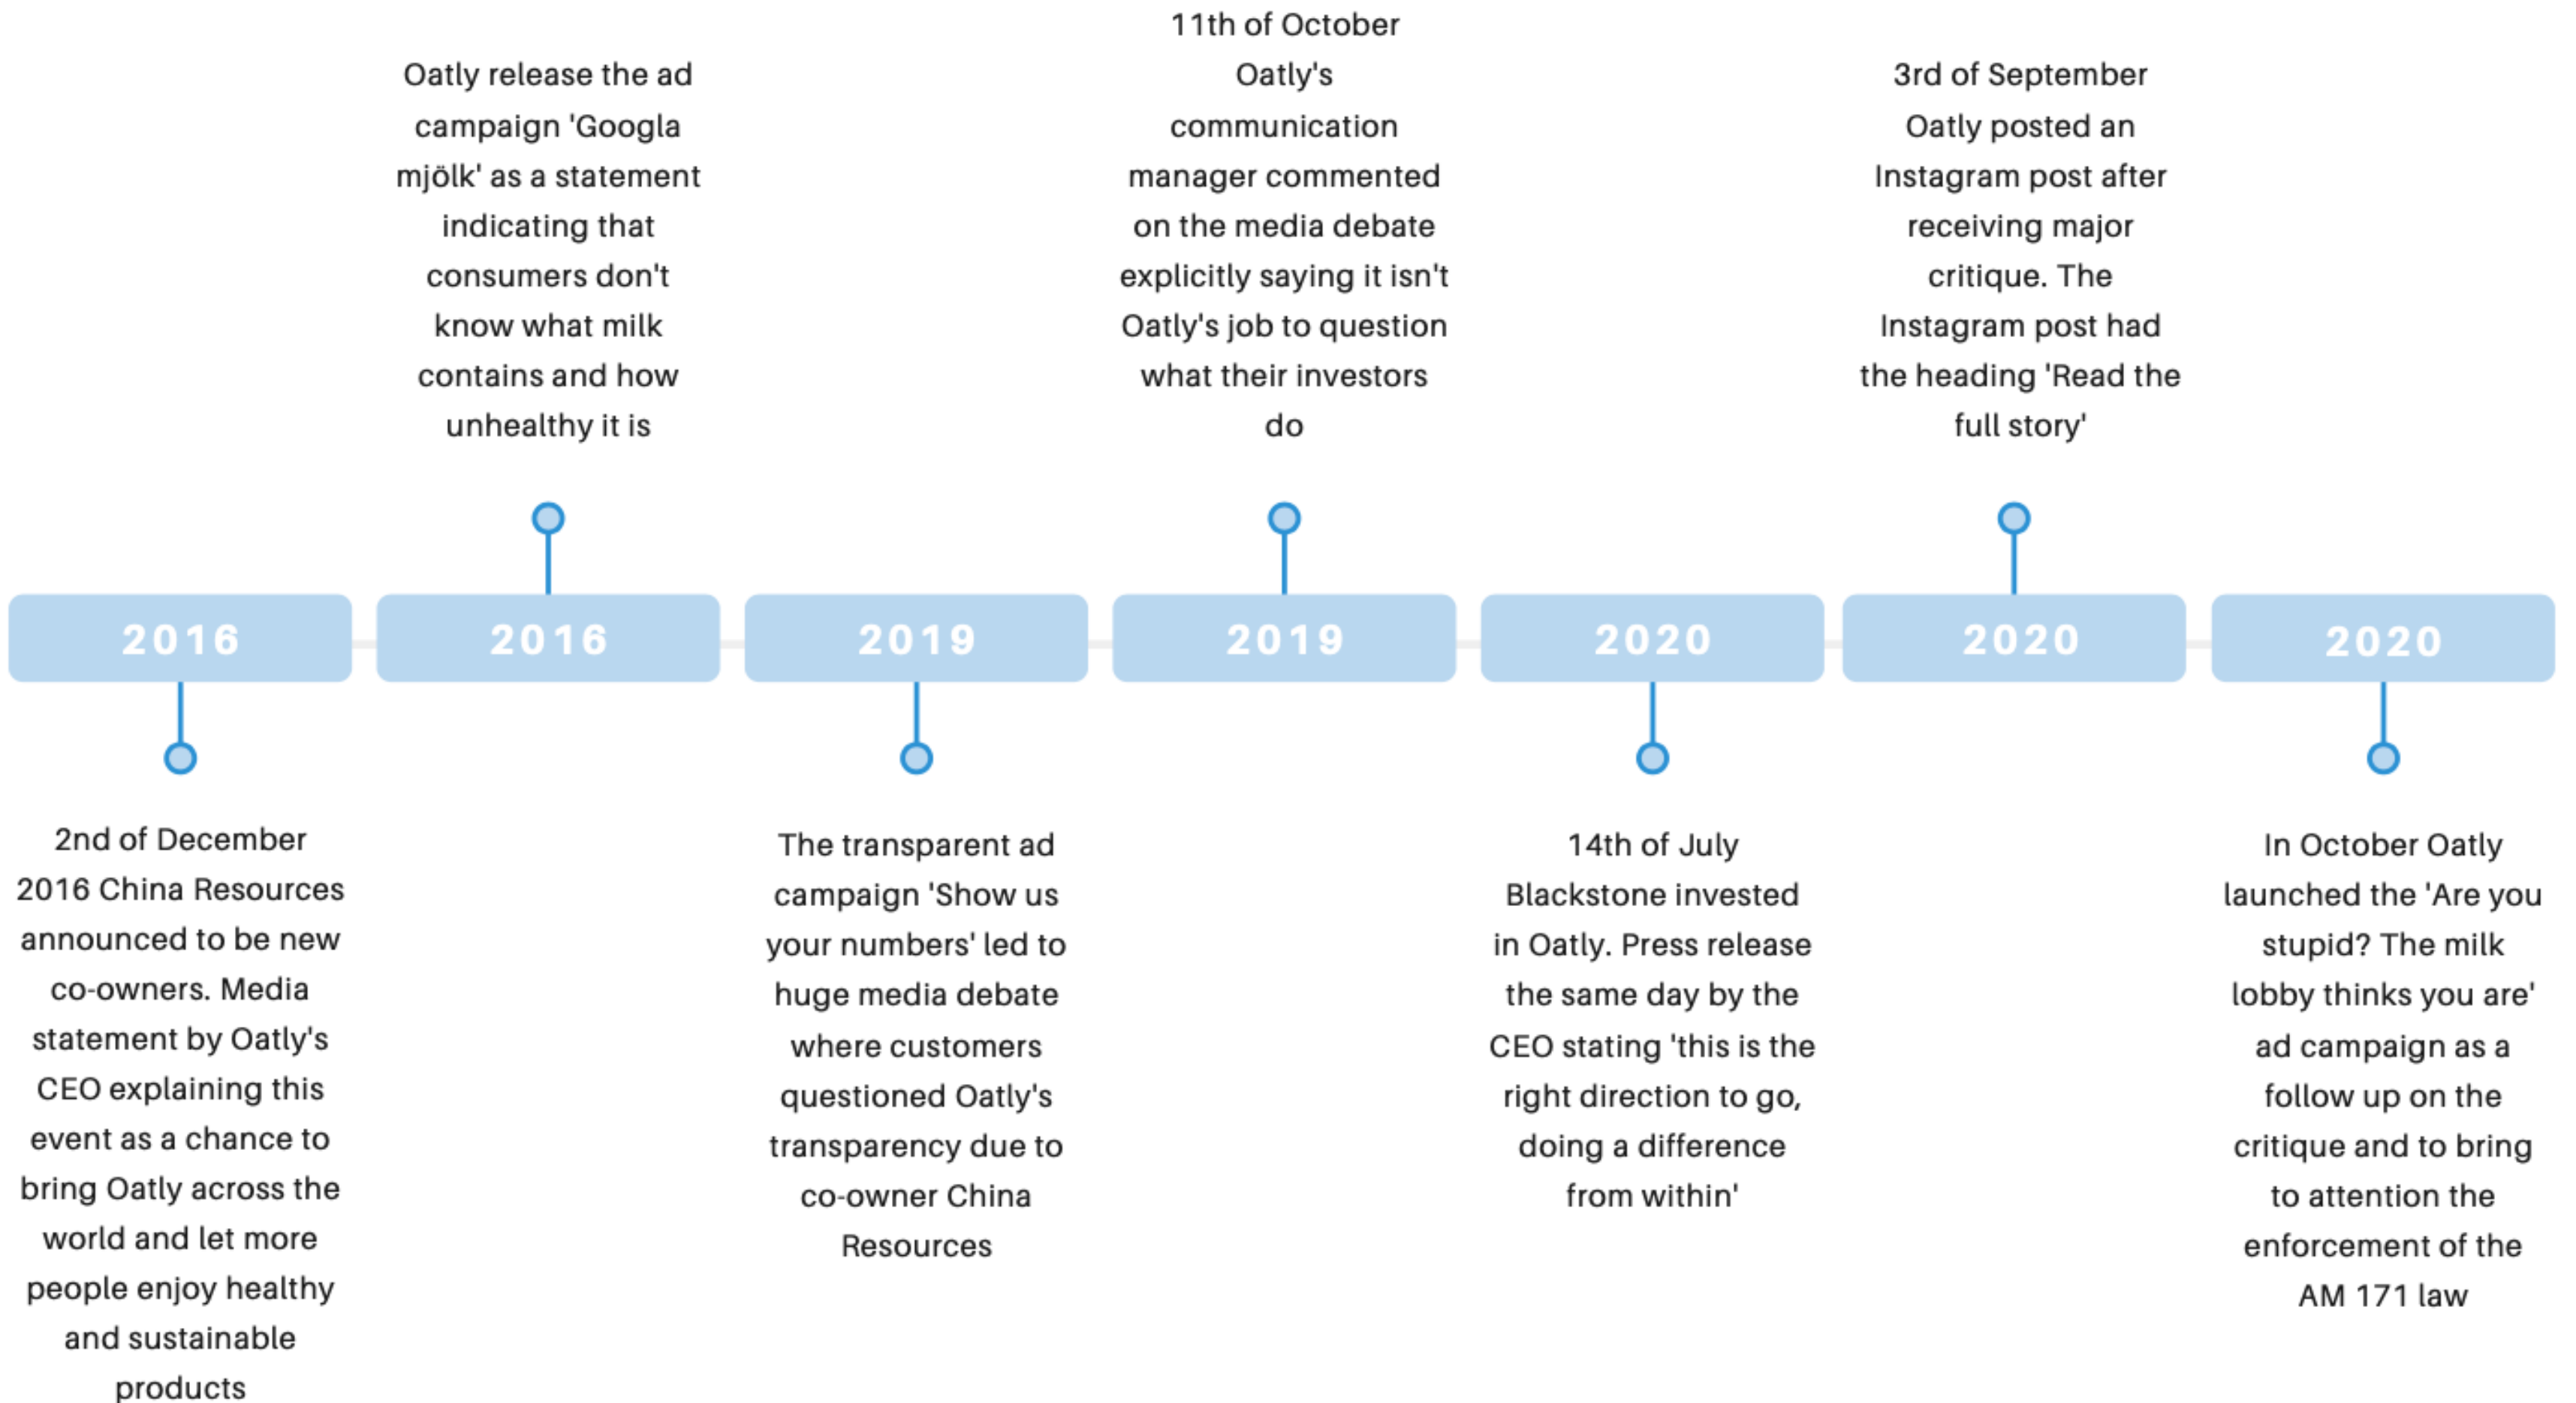 11th of October
Oatly's
communication
manager commented
on the media debate
explicitly saying it isn't
Oatly's job to question
what their investors
do
Oatly release the ad
campaign 'Googla
mjölk' as a statement
indicating that
consumers don't
know what milk
contains and how
unhealthy it is
3rd of September
Oatly posted an
Instagram post after
receiving major
critique. The
Instagram post had
the heading 'Read the
full story'
2016
2016
2019
2019
2020
2020
2020
2nd of December
2016 China Resources
announced to be new
co-owners. Media
statement by Oatly's
CEO explaining this
event as a chance to
bring Oatly across the
world and let more
people enjoy healthy
and sustainable
products
The transparent ad
campaign 'Show us
your numbers' led to
huge media debate
where customers
questioned Oatly's
transparency due to
co-owner China
Resources
14th of July
Blackstone invested
in Oatly. Press release
the same day by the
CEO stating 'this is the
right direction to go,
doing a difference
from within'
In October Oatly
launched the 'Are you
stupid? The milk
lobby thinks you are'
ad campaign as a
follow up on the
critique and to bring
to attention the
enforcement of the
AM 171 law